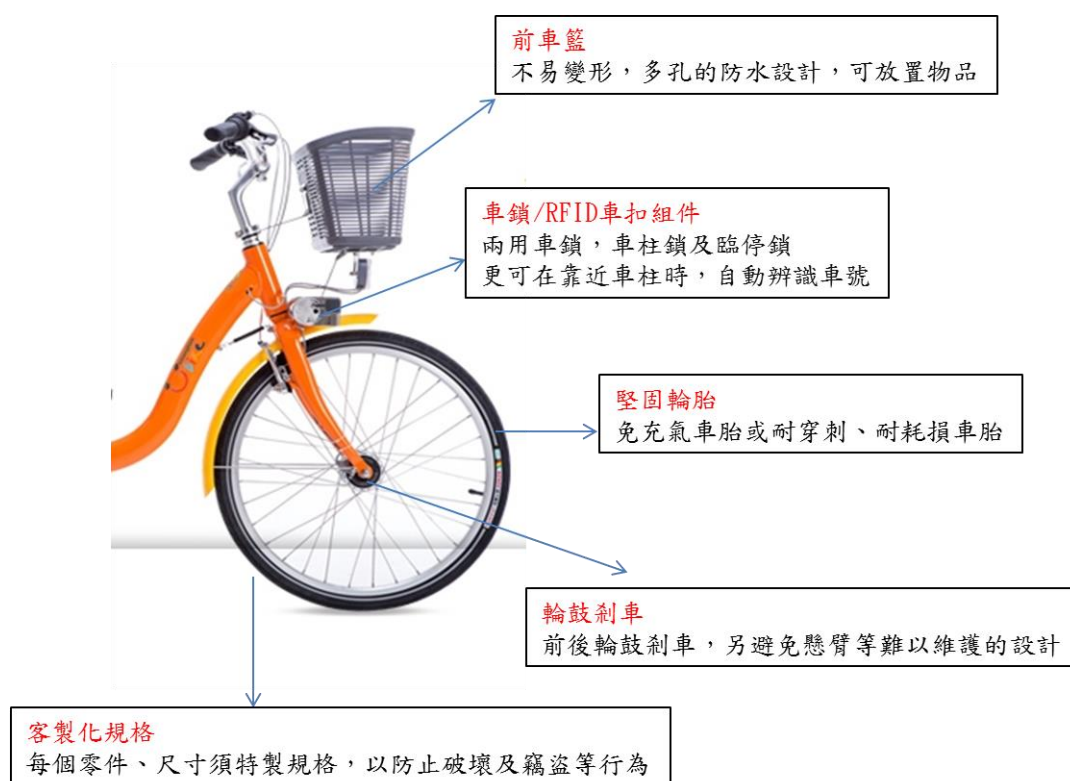 前車籃
不易變形，多孔的防水設計，可放置物品
車鎖/RFID車扣組件
兩用車鎖，車柱鎖及臨停鎖
更可在靠近車柱時，自動辨識車號
堅固輪胎
免充氣車胎或耐穿刺、耐耗損車胎
輪鼓剎車
前後輪鼓剎車，另避免懸臂等難以維護的設計
客製化規格
每個零件、尺寸須特製規格，以防止破壞及竊盜等行為